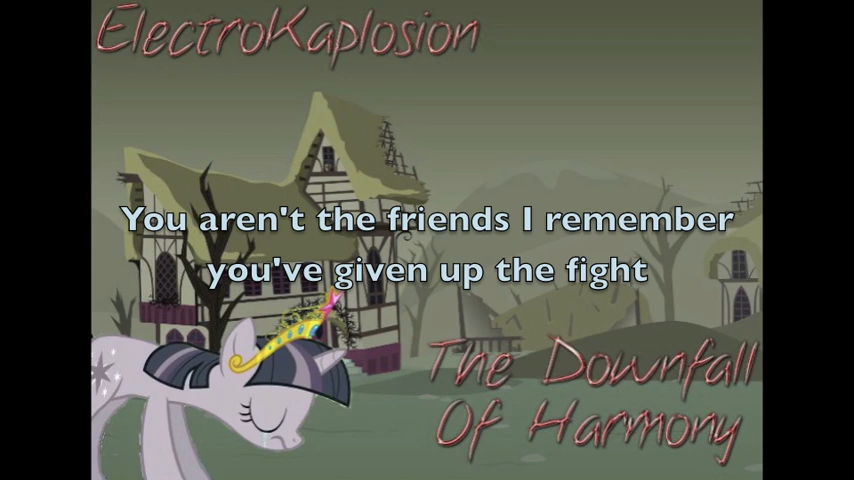 ElectroKaplosion
You aren't the friends I remember
you've given up the fight
The Downfall
Of Harmony